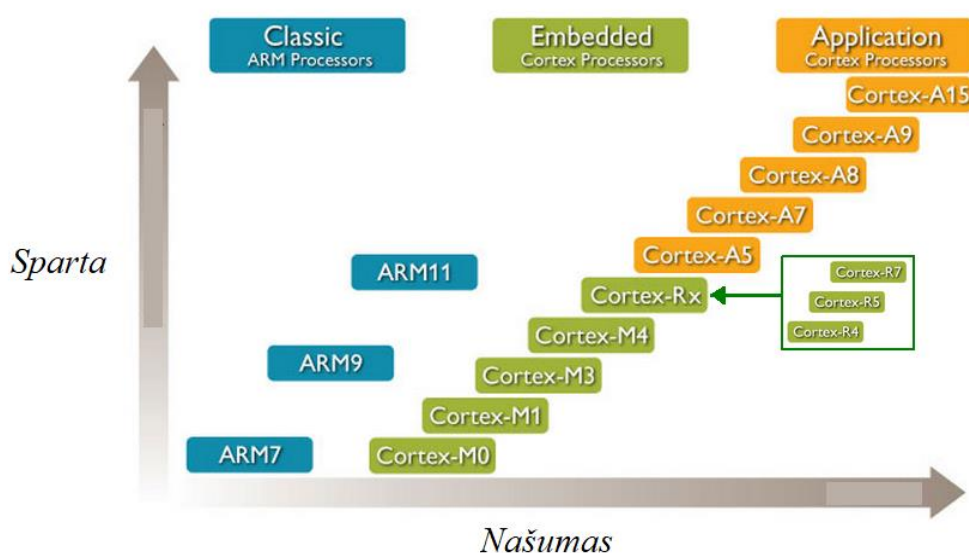 Classic
ARM Processors
Embedded
Cortex Processors
Application
Cortex Processors
Cortex-A15
Cortex-A9
Cortex-A8
Cortex-A7
Cortex-A5
Sparta
ARM11
Cortex-Rx
Cortex-R7
Cortex-R5
Cortex-R4
Cortex-M4
ARM9
Cortex-M3
Cortex-M1
ARM7
Cortex-M0
Našumas